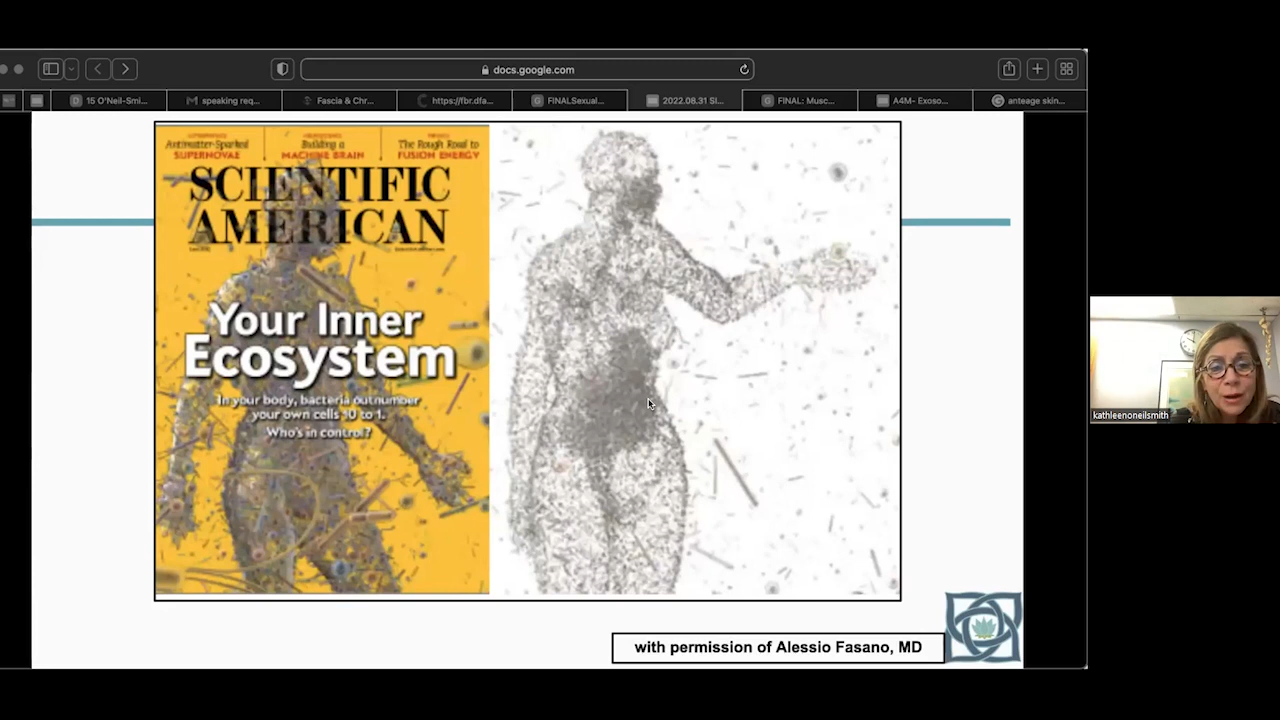 docs.google.com
15 O'Neil-Smi...
speaking req...
Fascia & Chr...
https://fbr.dfa...
FINALSexual...
2022.08.31 Sl...
FINAL: Musc...
A4M- Exoso...
anteage skin...
Antimatter-Sparked
SUPERNOVAE
Building a
MACHINE BRAIN
The Rough Road to
FUSION ENERGY
SCIENTIFIC
AMERICAN
Your Inner
Ecosystem
In your body, bacteria outnumber
your own cells 10 to 1.
Who's in control?
kathleenoneilsmith
with permission of Alessio Fasano, MD